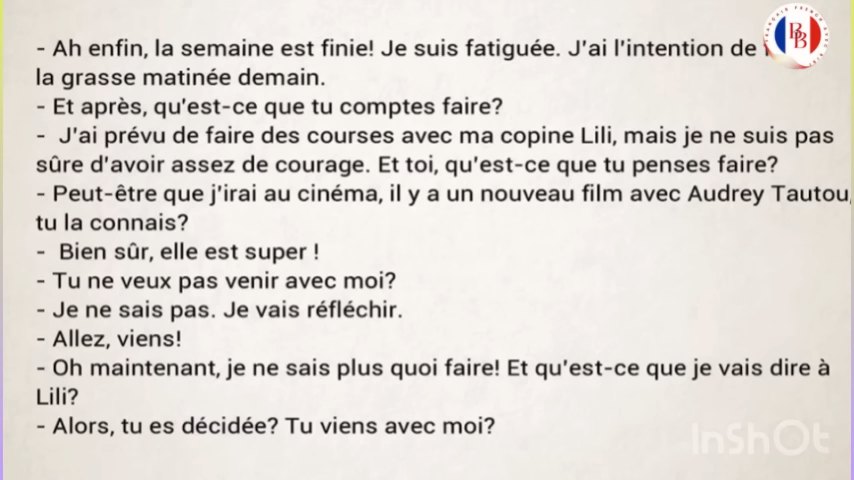 - Ah enfin, la semaine est finie! Je suis fatiguée. J'ai l'intention de
la grasse matinée demain.
- Et après, qu'est-ce que tu comptes faire?
- J'ai prévu de faire des courses avec ma copine Lili, mais je ne suis pas
sûre d'avoir assez de courage. Et toi, qu'est-ce que tu penses faire?
- Peut-être que j'irai au cinéma, il y a un nouveau film avec Audrey Tautou,
tu la connais?
- Bien sûr, elle est super !
- Tu ne veux pas venir avec moi?
- Je ne sais pas. Je vais réfléchir.
- Allez, viens!
- Oh maintenant, je ne sais plus quoi faire! Et qu'est-ce que je vais dire à
Lili?
- Alors, tu es décidée? Tu viens avec moi?
InShOt